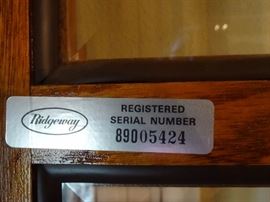 Ridgeway
REGISTERED
SERIAL NUMBER
89005424